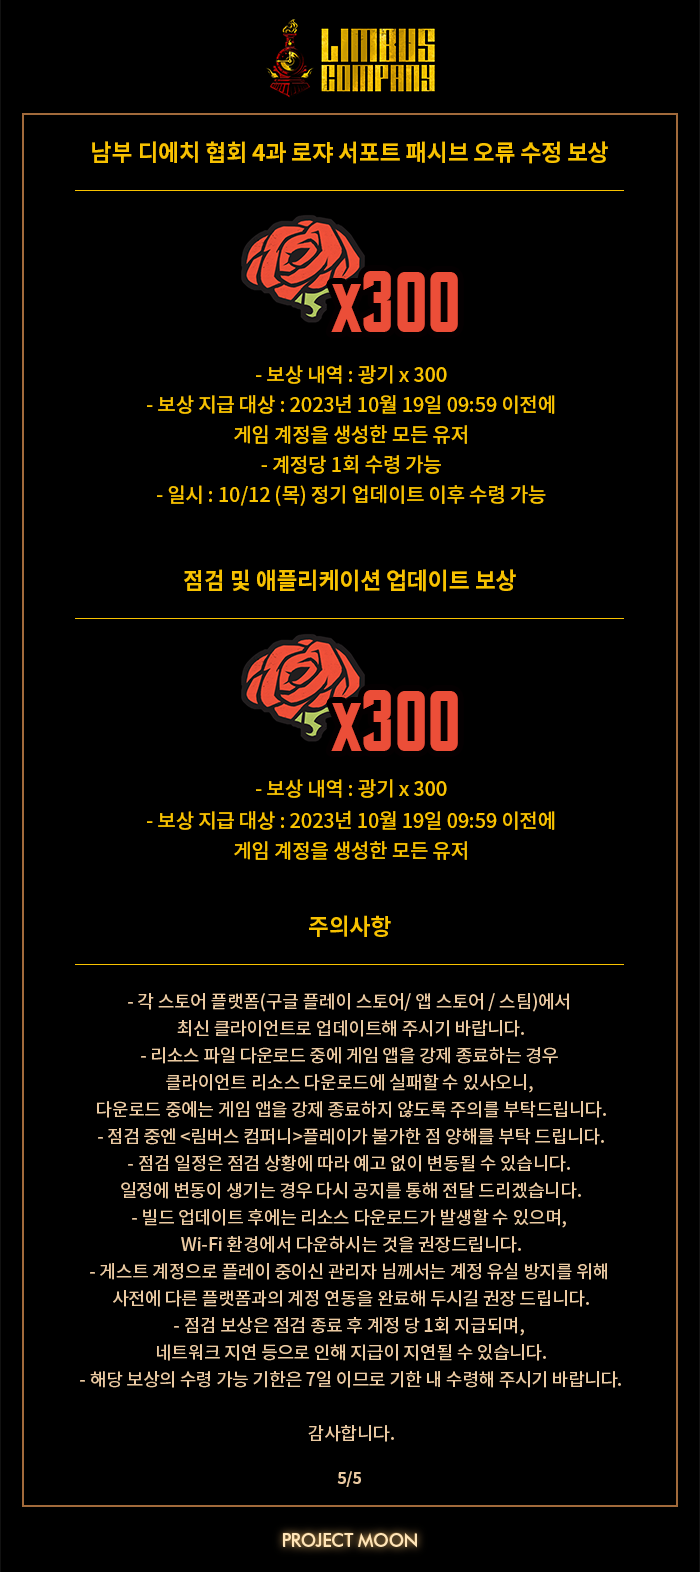 LIMBUS
COMPANY
남부 디에치 협회 4과 로쟈 서포트 패시브 오류 수정 보상
x300
- 보상 내역 : 광기 x 300
- 보상 지급 대상 : 2023년 10월 19일 09:59 이전에
게임 계정을 생성한 모든 유저
- 계정당 1회 수령 가능
- 일시 : 10/12 (목) 정기 업데이트 이후 수령 가능
점검 및 애플리케이션 업데이트 보상
x300
- 보상 내역 : 광기 x 300
- 보상 지급 대상 : 2023년 10월 19일 09:59 이전에
게임 계정을 생성한 모든 유저
주의사항
- 각 스토어 플랫폼(구글 플레이 스토어/ 앱 스토어 / 스팀)에서
최신 클라이언트로 업데이트해 주시기 바랍니다.
- 리소스 파일 다운로드 중에 게임 앱을 강제 종료하는 경우
클라이언트 리소스 다운로드에 실패할 수 있사오니,
다운로드 중에는 게임 앱을 강제 종료하지 않도록 주의를 부탁드립니다.
- 점검 중엔 <림버스 컴퍼니>플레이가 불가한 점 양해를 부탁 드립니다.
- 점검 일정은 점검 상황에 따라 예고 없이 변동될 수 있습니다.
일정에 변동이 생기는 경우 다시 공지를 통해 전달 드리겠습니다.
- 빌드 업데이트 후에는 리소스 다운로드가 발생할 수 있으며,
Wi-Fi 환경에서 다운하시는 것을 권장드립니다.
- 게스트 계정으로 플레이 중이신 관리자 님께서는 계정 유실 방지를 위해
사전에 다른 플랫폼과의 계정 연동을 완료해 두시길 권장 드립니다.
- 점검 보상은 점검 종료 후 계정 당 1회 지급되며,
네트워크 지연 등으로 인해 지급이 지연될 수 있습니다.
- 해당 보상의 수령 가능 기한은 7일 이므로 기한 내 수령해 주시기 바랍니다.
감사합니다.
5/5
PROJECT MOON